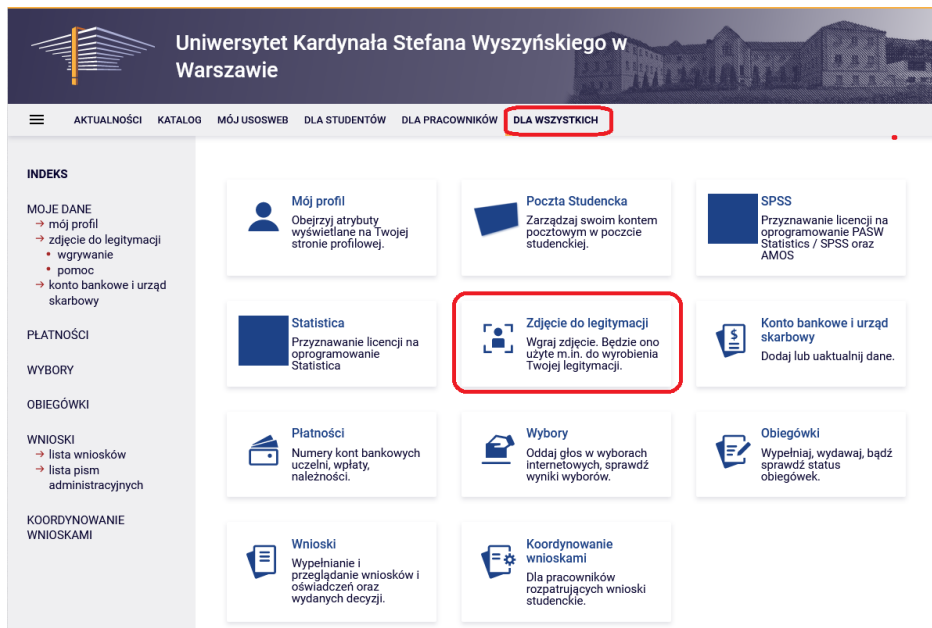 Uniwersytet Kardynała Stefana Wyszyńskiego w
Warszawie
AKTUALNOŚCI KATALOG MÓJ USOSWEB DLA STUDENTÓW DLA PRACOWNIKÓW DLA WSZYSTKICH
INDEKS
MOJE DANE
→ mój profil
→ zdjęcie do legitymacji
• wgrywanie
• pomoc
→ konto bankowe i urząd
skarbowy
PŁATNOŚCI
WYBORY
OBIEGÓWKI
WNIOSKI
→ lista wniosków
→ lista pism
administracyjnych
KOORDYNOWANIE
WNIOSKAMI
Mój profil
Obejrzyj atrybuty
wyświetlane na Twojej
stronie profilowej.
Poczta Studencka
Zarządzaj swoim kontem
pocztowym w poczcie
studenckiej.
SPSS
Przyznawanie licencji na
oprogramowanie PASW
Statistics / SPSS oraz
AMOS
Statistica
Przyznawanie licencji na
oprogramowanie
Statistica
Zdjęcie do legitymacji
Wgraj zdjęcie. Będzie ono
użyte m.in. do wyrobienia
Twojej legitymacji.
Konto bankowe i urząd
skarbowy
Dodaj lub uaktualnij dane.
Płatności
Numery kont bankowych
uczelni, wpłaty,
należności.
Wybory
Oddaj głos w wyborach
internetowych, sprawdź
wyniki wyborów.
Obiegówki
Wypełniaj, wydawaj, bądź
sprawdź status
obiegówek.
Wnioski
Wypełnianie i
przeglądanie wniosków i
oświadczeń oraz
wydanych decyzji.
Koordynowanie
wnioskami
Dla pracowników
rozpatrujących wnioski
studenckie.